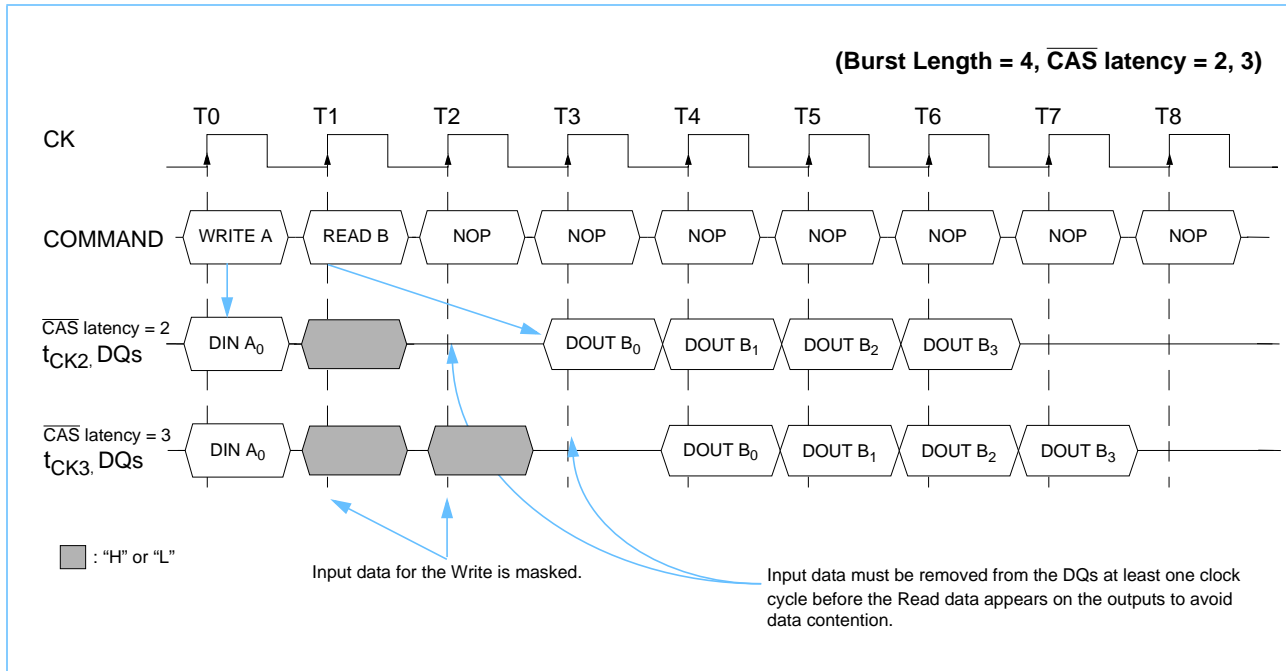 (Burst Length = 4, CAS latency = 2, 3)
T0 T1 T2 T3 T4 T5 T6 T7 T8
CK
COMMAND WRITE A READ B NOP NOP NOP NOP NOP NOP NOP
CAS latency = 2
tCK2, DQs DIN A0 DOUT B0 DOUT B1 DOUT B2 DOUT B3
CAS latency = 3
tCK3, DQs DIN A0 DOUT B0 DOUT B1 DOUT B2 DOUT B3
: “H” or “L”
Input data for the Write is masked.
Input data must be removed from the DQs at least one clock
cycle before the Read data appears on the outputs to avoid
data contention.